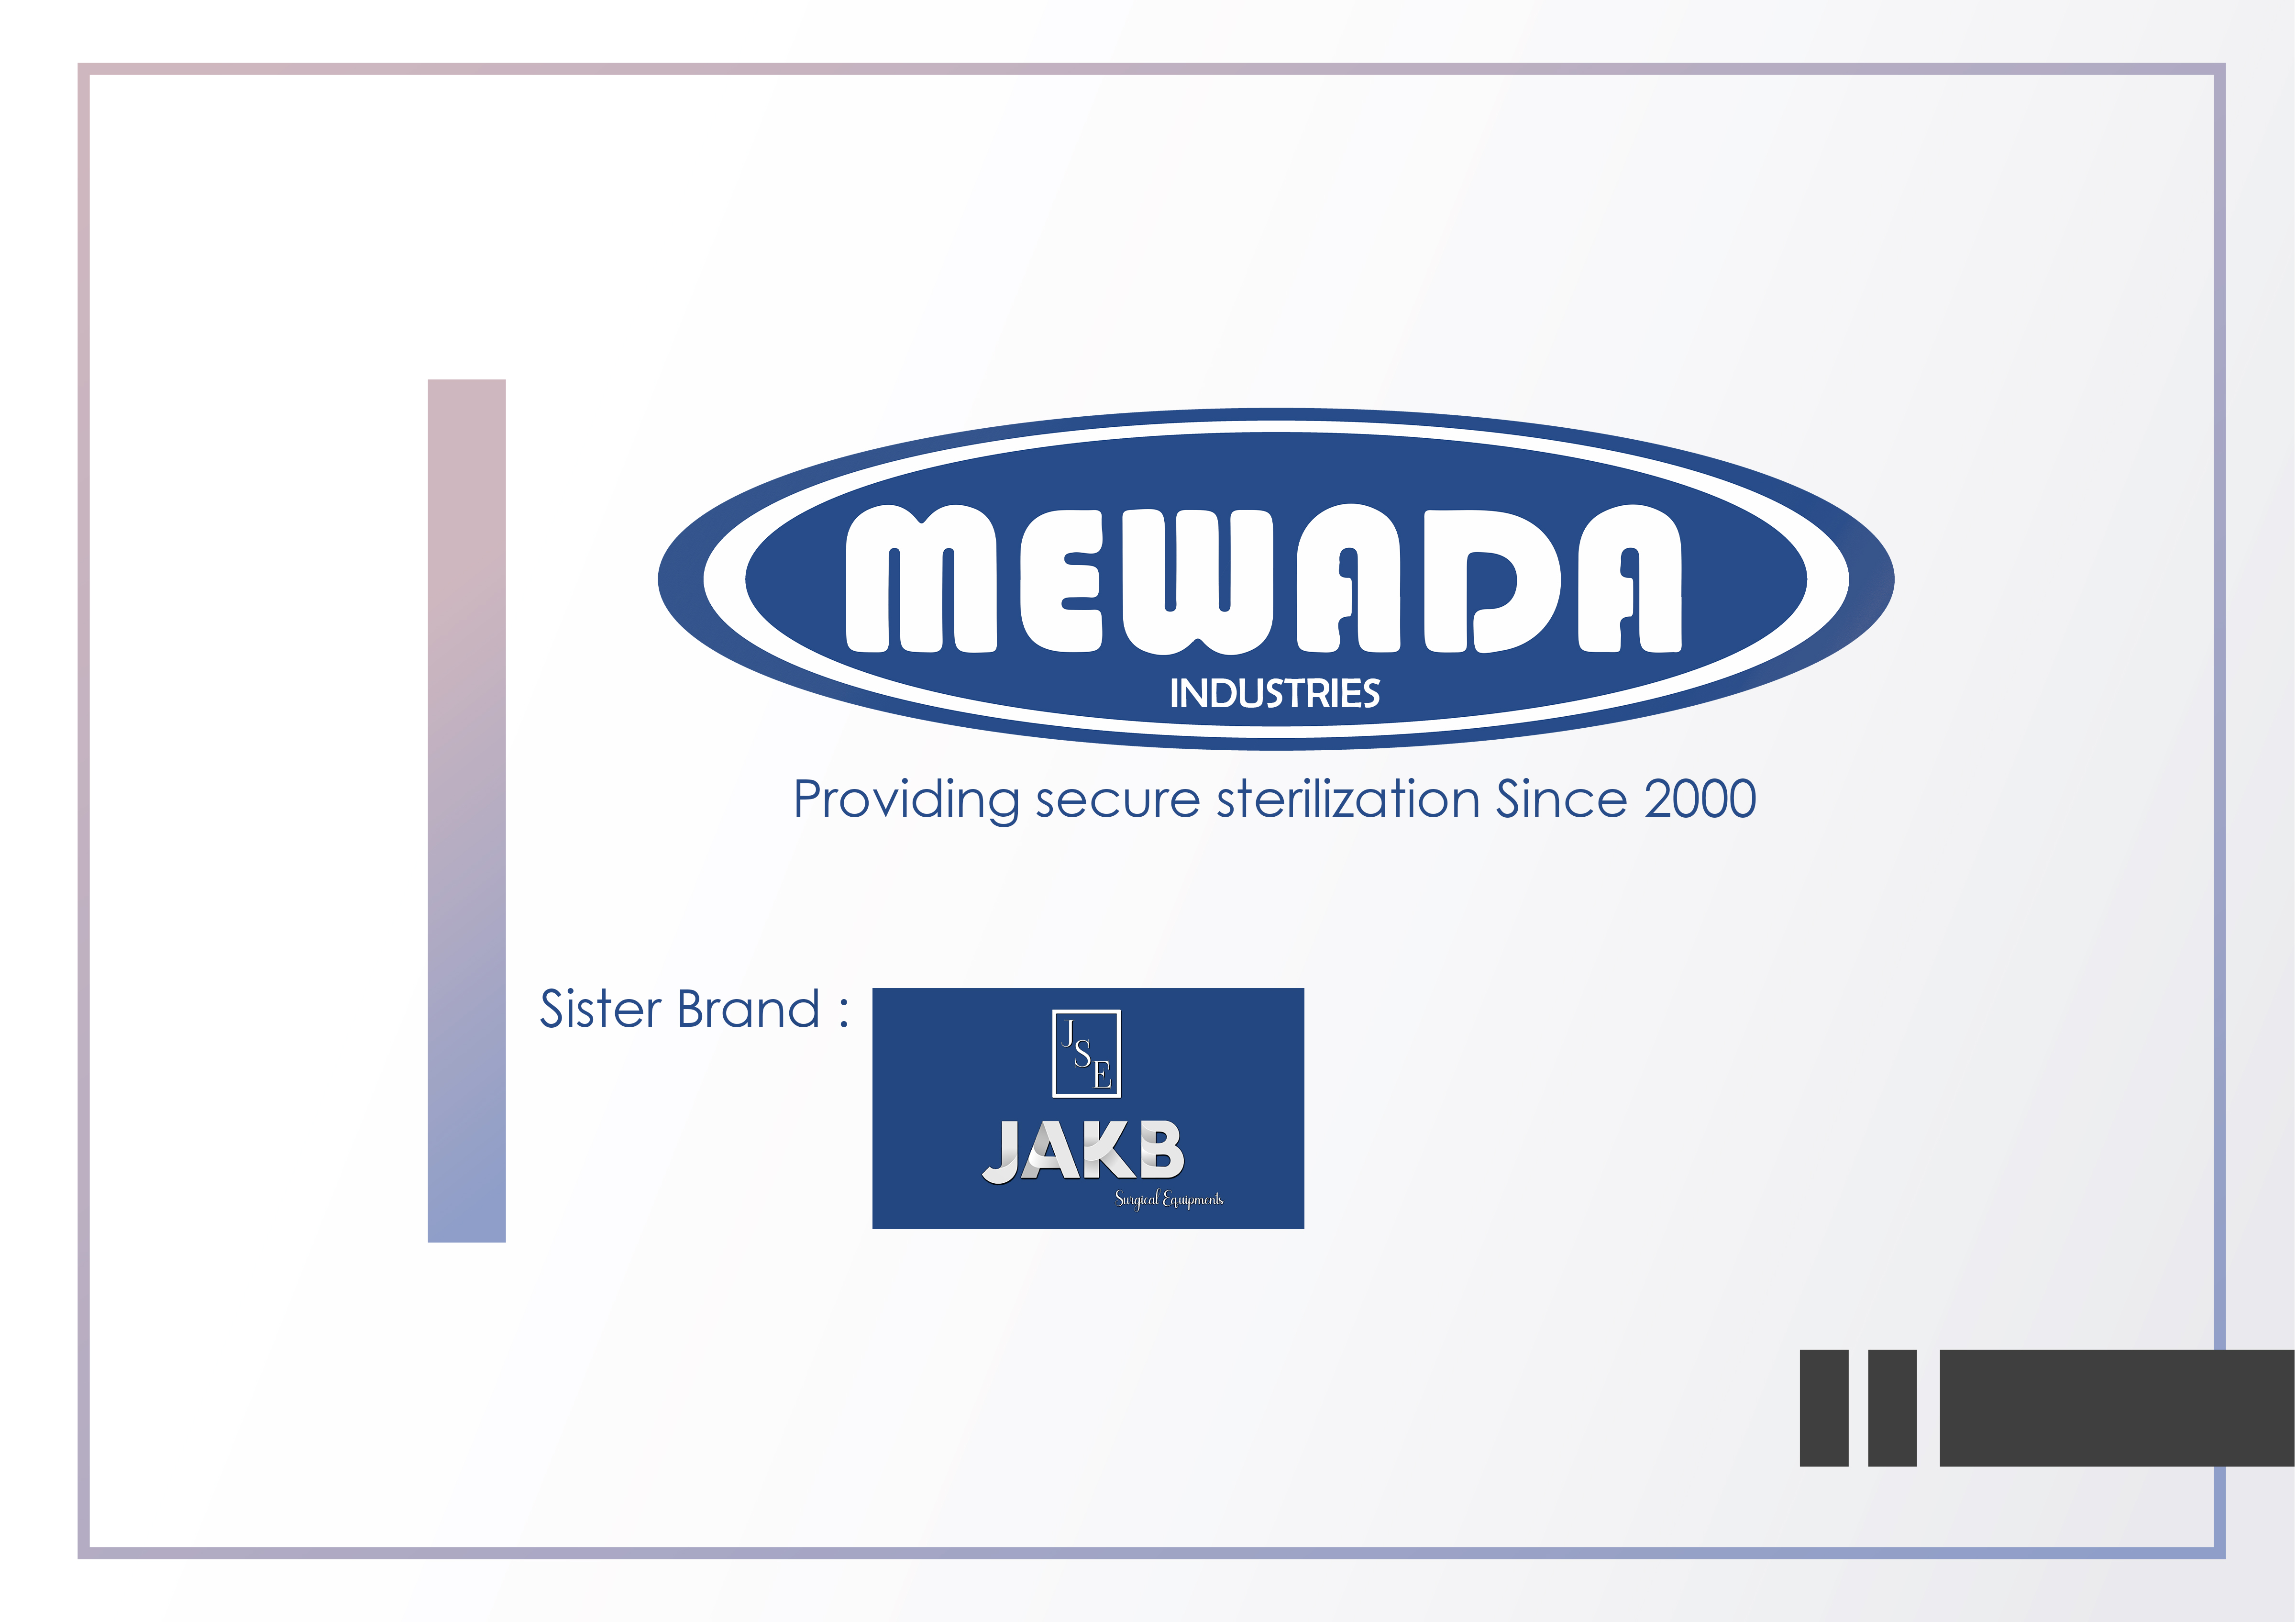 MEWADA
INDUSTRIES
Providing secure sterilization Since 2000
Sister Brand :
J
S
E
JAKB
Surgical Equipments